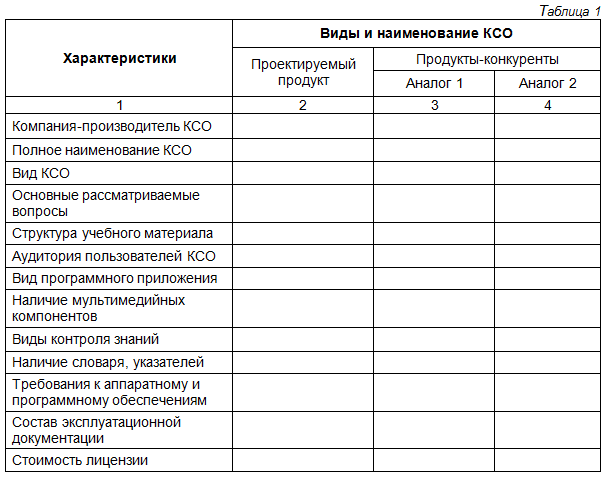 Таблица 1
Виды и наименование КСО
Характеристики
Проектируемый
продукт
Продукты-конкуренты
Аналог 1
Аналог 2
1
2
3
4
Компания-производитель КСО
Полное наименование КСО
Вид КСО
Основные рассматриваемые
вопросы
Структура учебного материала
Аудитория пользователей КСО
Вид программного приложения
Наличие мультимедийных
компонентов
Виды контроля знаний
Наличие словаря, указателей
Требования к аппаратному и
программному обеспечениям
Состав эксплуатационной
документации
Стоимость лицензии